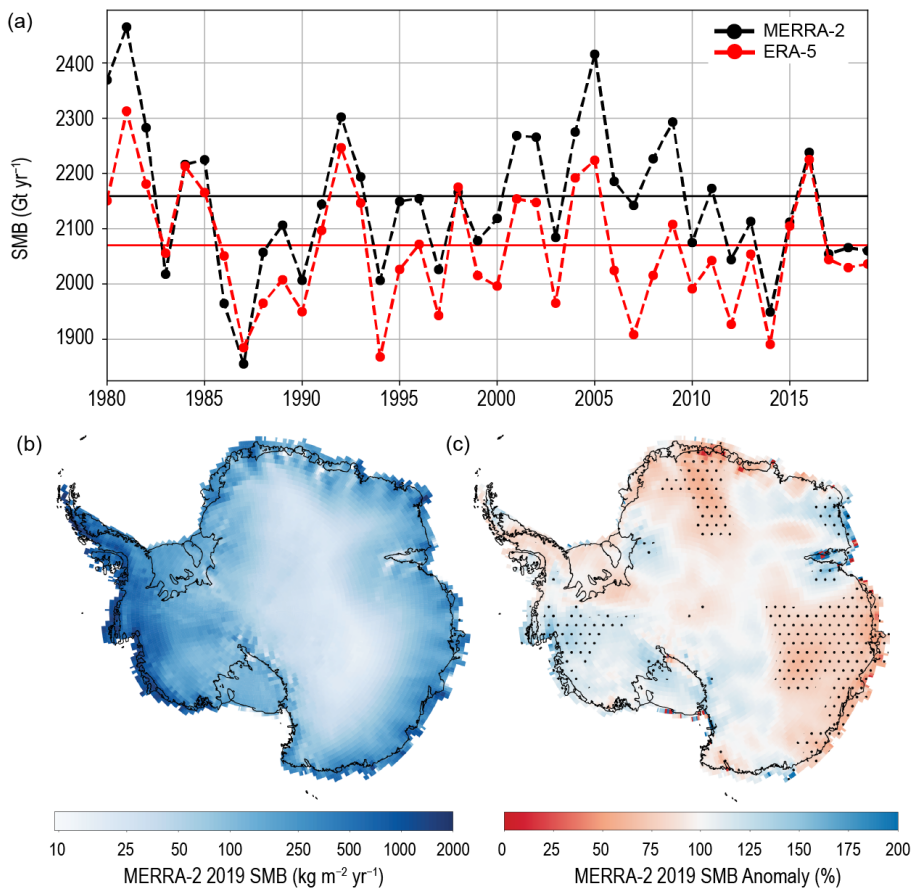 (a)
MERRA-2
ERA-5
SMB (Gt yr⁻¹)
2400
2300
2200
2100
2000
1900
1980 1985 1990 1995 2000 2005 2010 2015
(b)
(c)
10 25 50 75 100 250 500 1000 2000
MERRA-2 2019 SMB (kg m⁻² yr⁻¹)
0 25 50 75 100 125 150 175 200
MERRA-2 2019 SMB Anomaly (%)